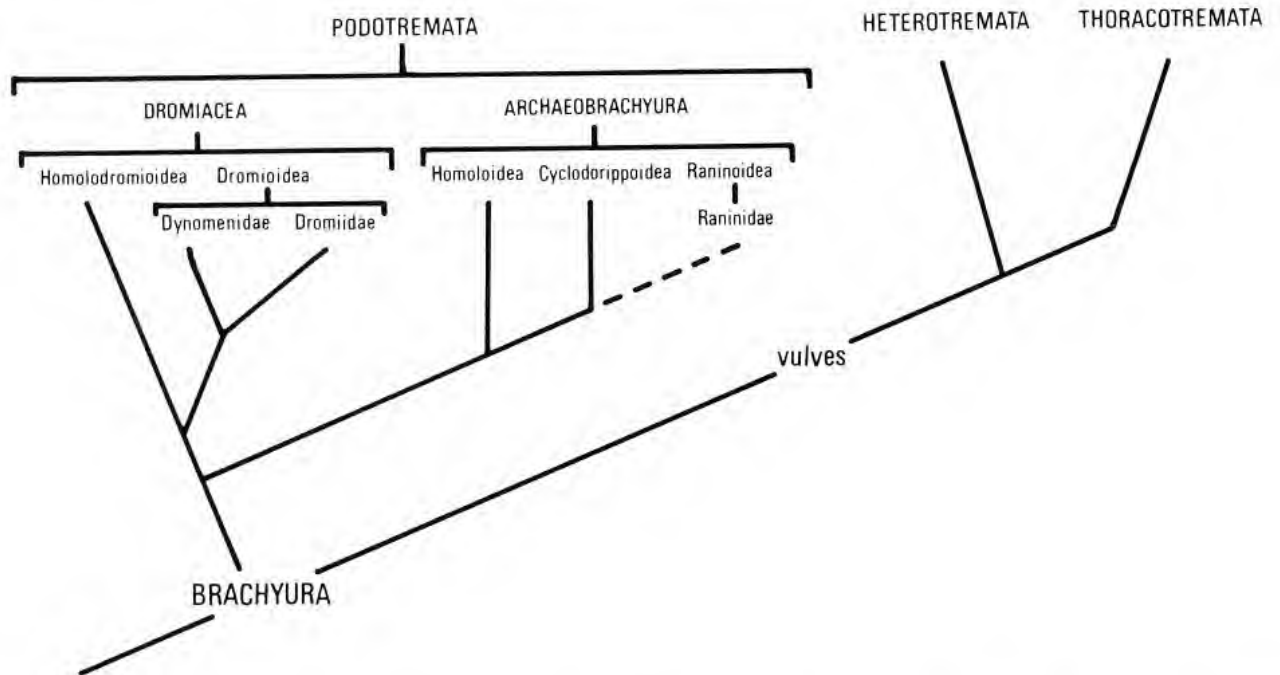 PODOTREMATA
HETEROTREMATA THORACOTREMATA
DROMIACEA ARCHAEOBRACHYURA
Homolodromioidea Dromioidea Homoloidea Cyclodorippoidea Raninoidea
Dynomenidae Dromiidae Raninidae
vulves
BRACHYURA